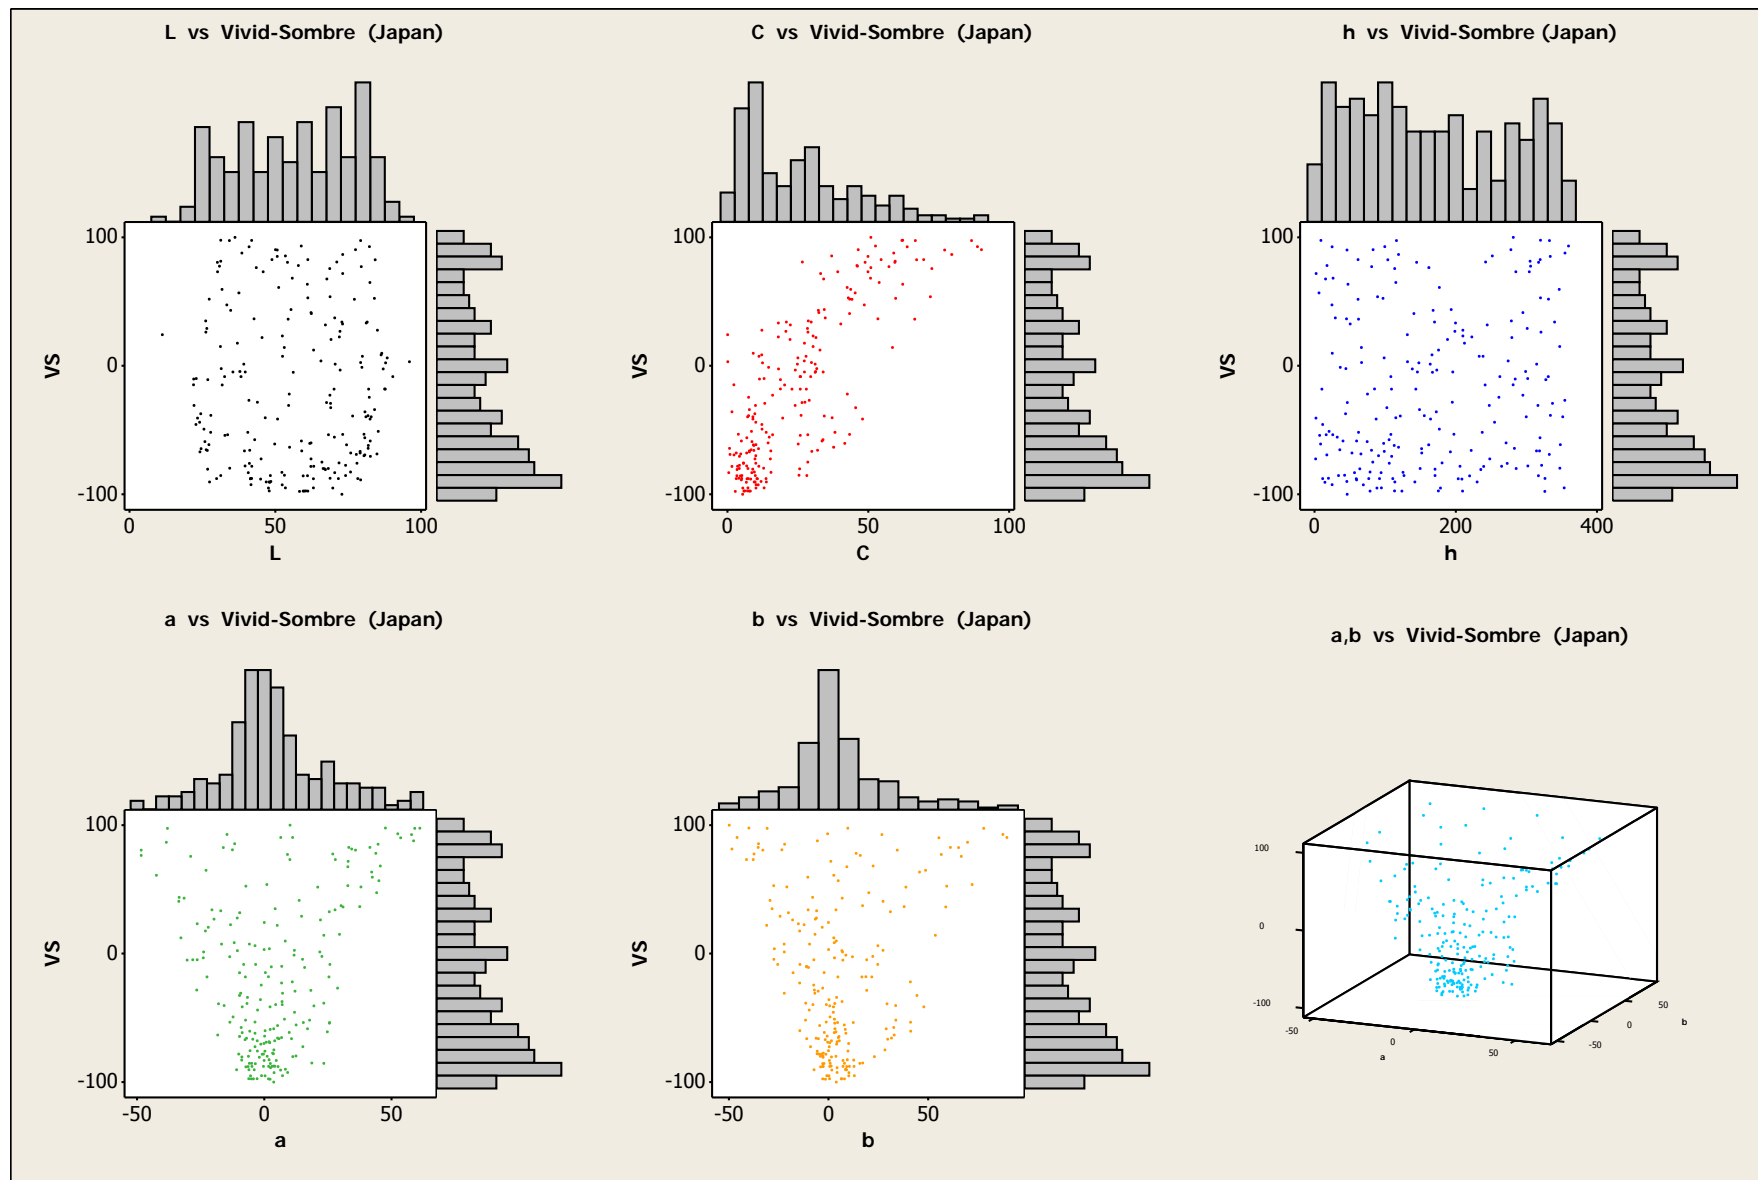 L vs Vivid-Sombre (Japan)
C vs Vivid-Sombre (Japan)
h vs Vivid-Sombre (Japan)
100
0
-100
VS
0 50 100
L
100
0
-100
VS
0 50 100
C
100
0
-100
VS
0 200 400
h
a vs Vivid-Sombre (Japan)
b vs Vivid-Sombre (Japan)
a,b vs Vivid-Sombre (Japan)
100
0
-100
VS
-50 0 50
a
100
0
-100
VS
-50 0 50
b
100
0
-100
-50 0 50
a
-50 0 50
b